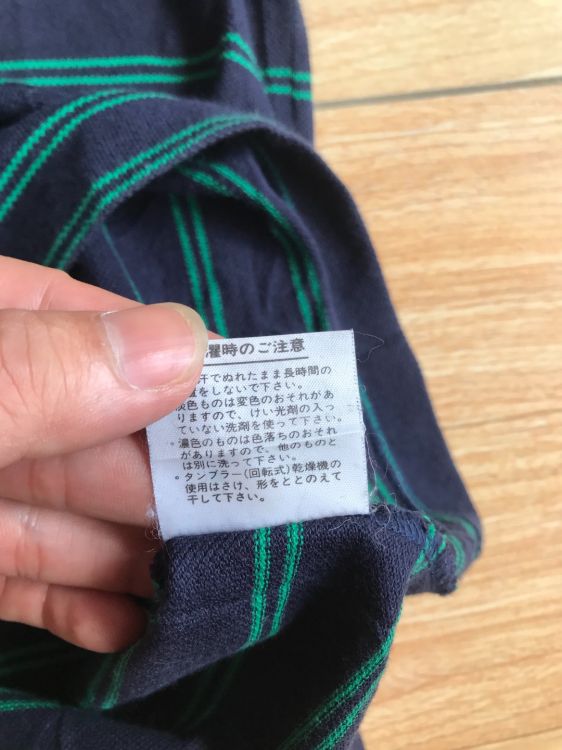 濯時のご注意
汗でぬれたまま長時間の
置をしないで下さい。
淡色ものは変色のおそれがあ
りますので、けい光剤の入っ
ていない洗剤を使って下さい。
。濃色のものは色落ちのおそれ
がありますので、他のものと
は別に洗って下さい。
。タンブラー(回転式)乾燥機の
使用はさけ、形をととのえて
干して下さい。